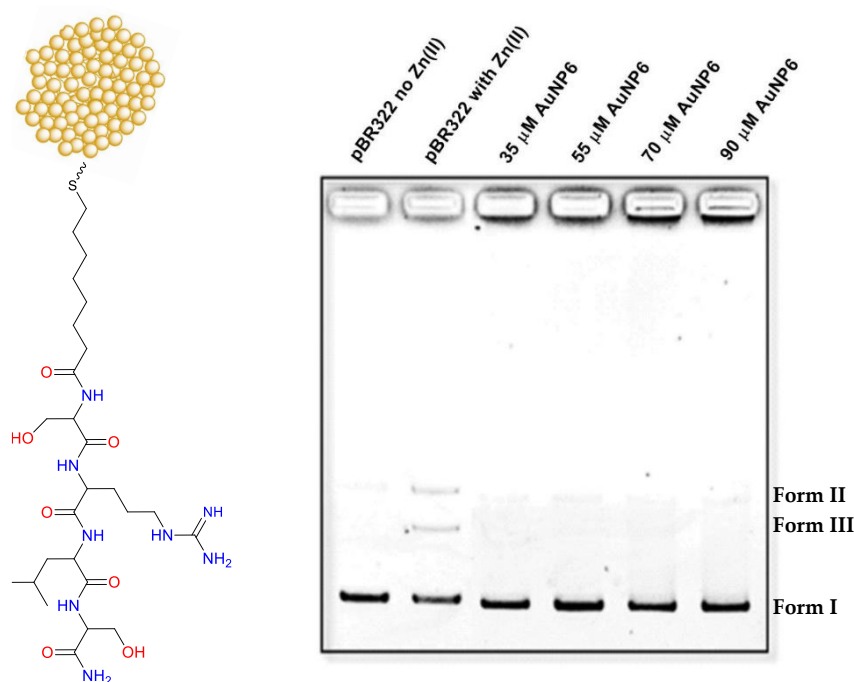 pBR322 no Zn(II)
pBR322 with Zn(II)
35 μM AuNP6
55 μM AuNP6
70 μM AuNP6
90 μM AuNP6
S
O
NH
HO
O
HN
O
NH
N
H
NH
NH₂
O
HN
O
OH
NH₂
Form II
Form III
Form I